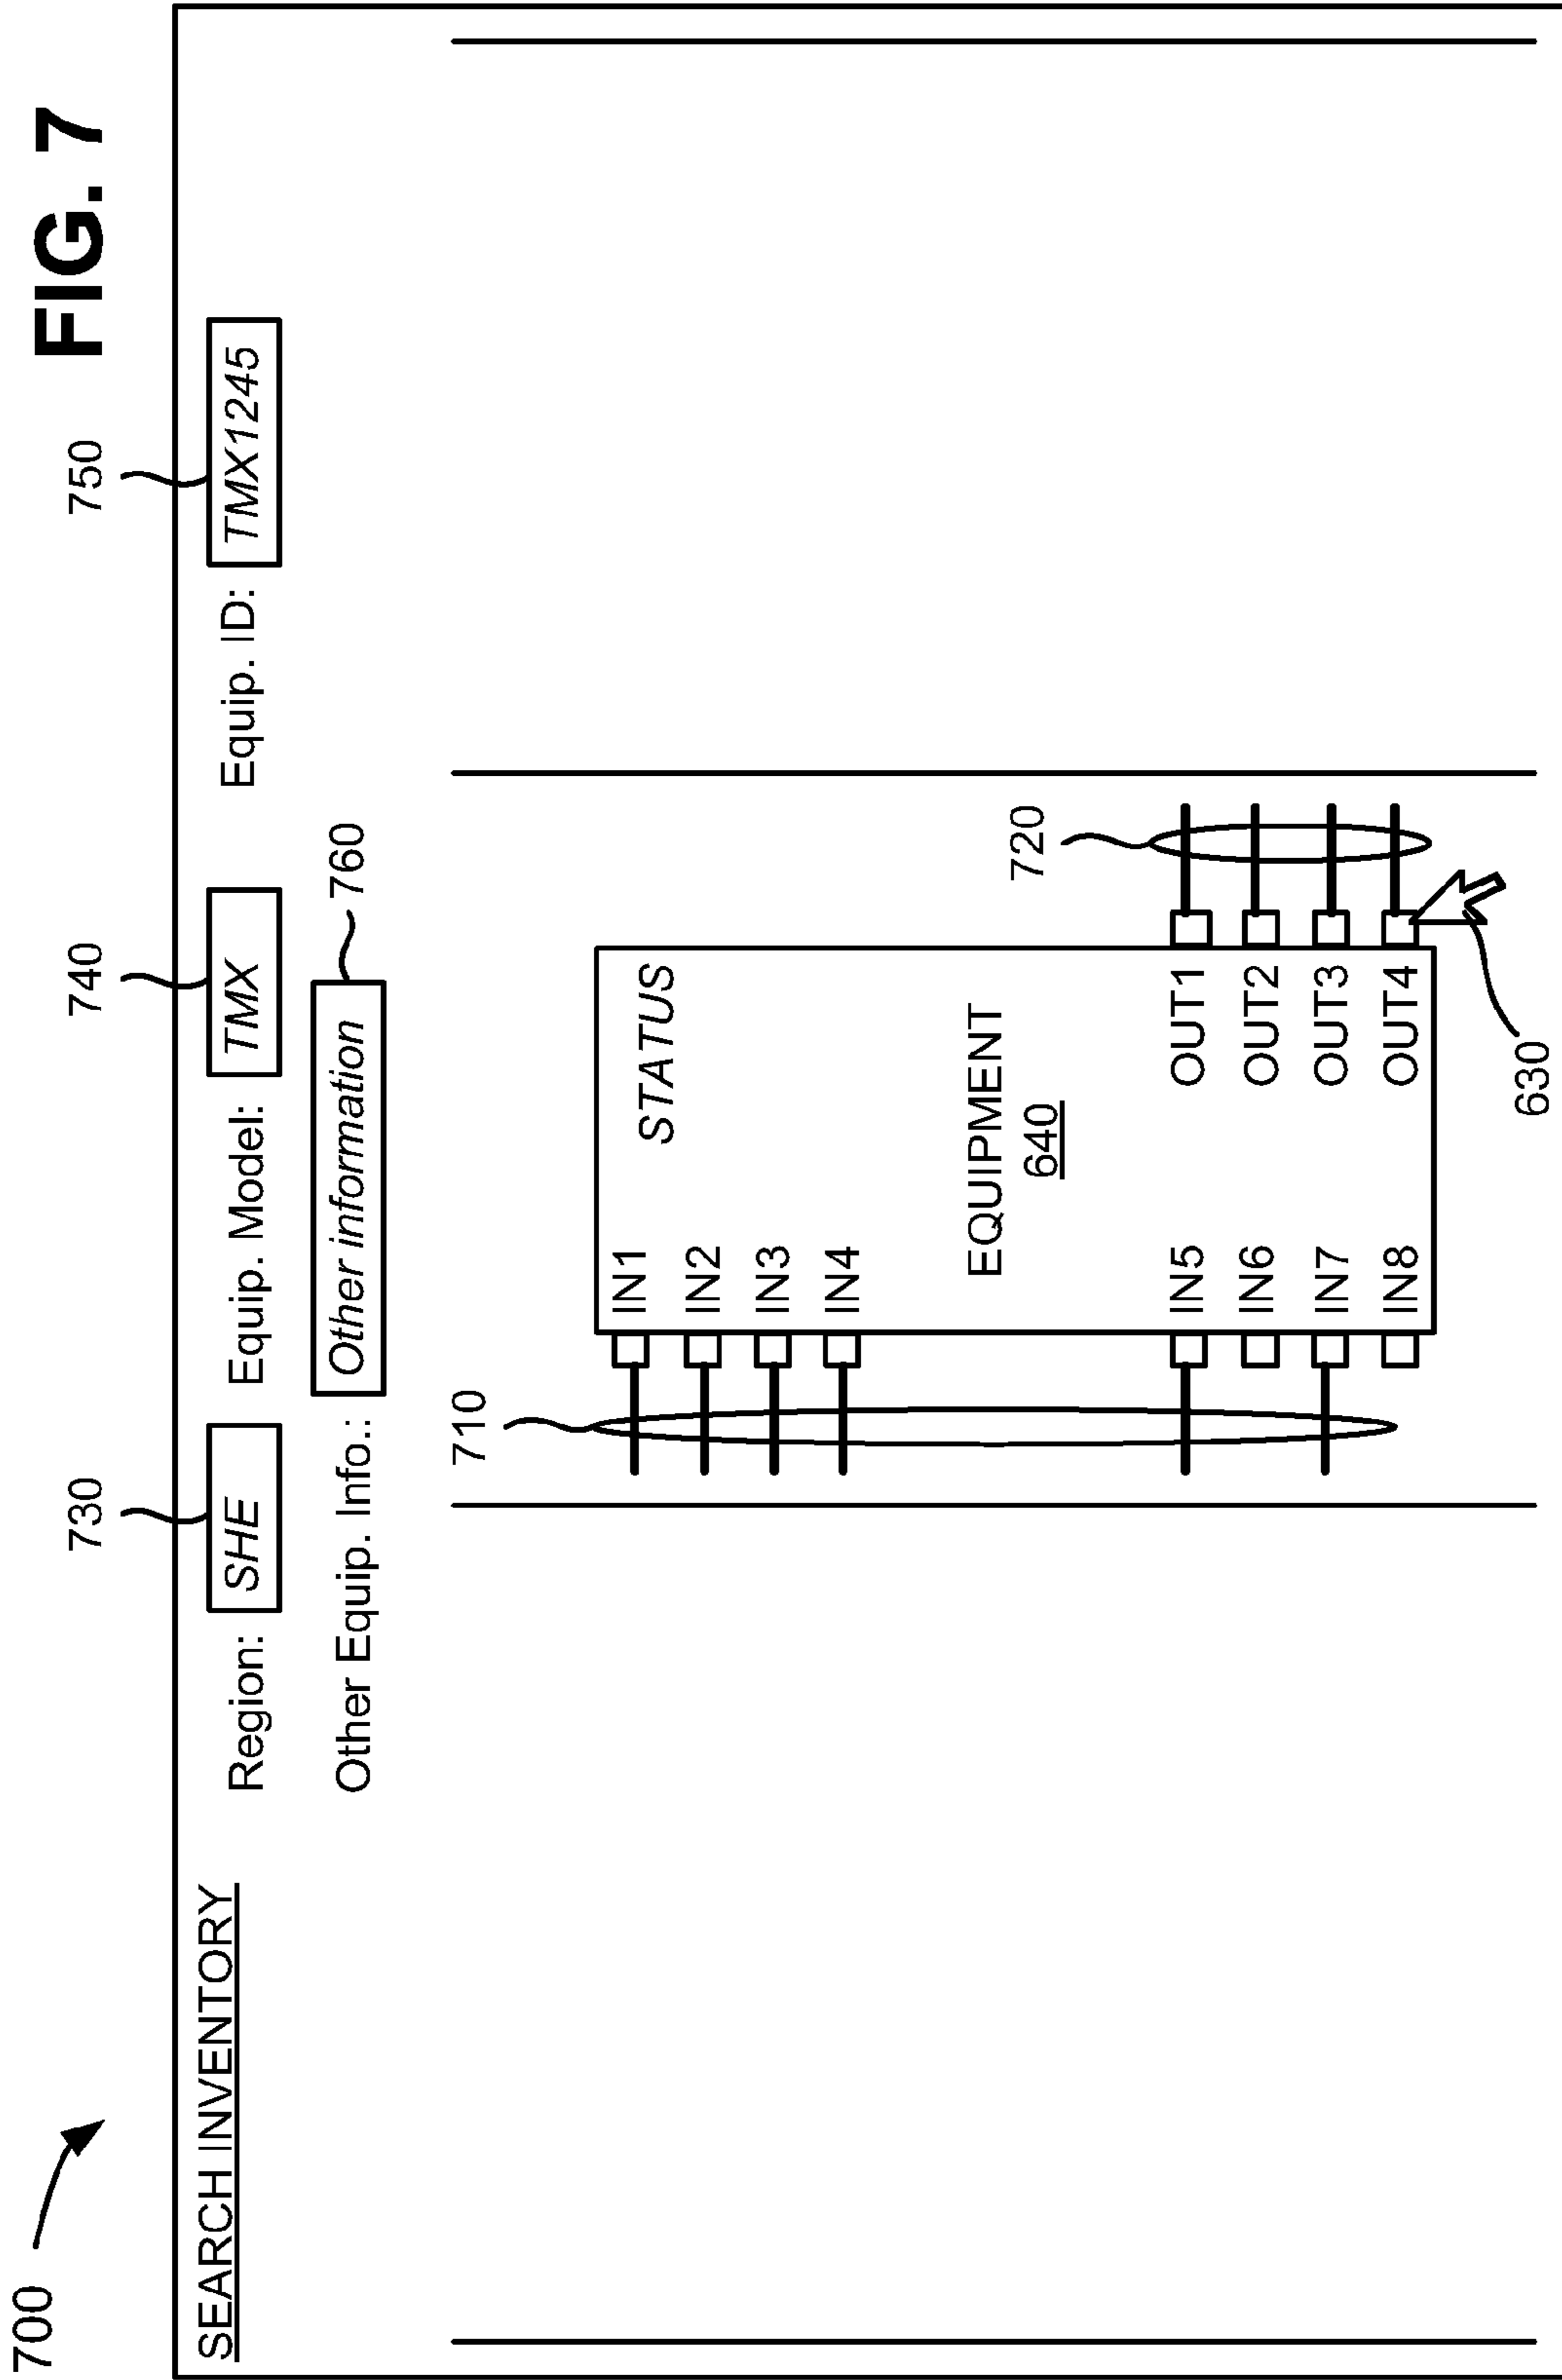 FIG. 7
700
730
740
750
SEARCH INVENTORY
Region: SHE Equip. Model: TMX Equip. ID: TMX1245
Other Equip. Info.: Other information
760
710
720
STATUS
IN1
IN2
IN3
IN4
EQUIPMENT
640
IN5 OUT1
IN6 OUT2
IN7 OUT3
IN8 OUT4
630